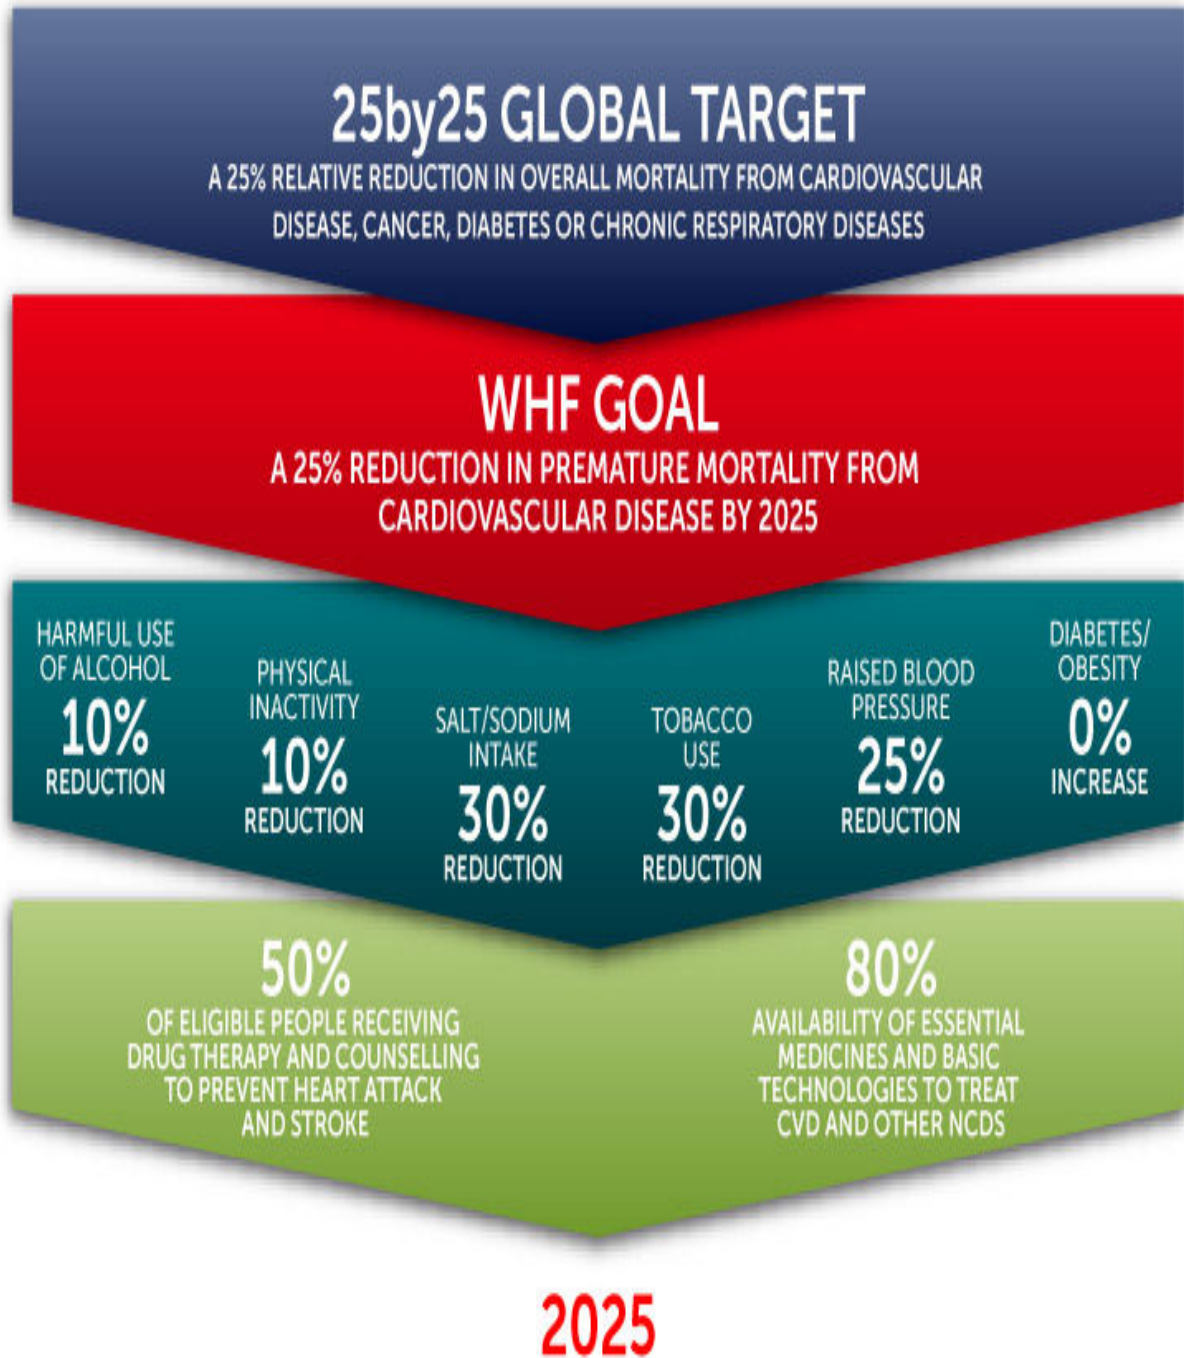 25by25 GLOBAL TARGET
A 25% RELATIVE REDUCTION IN OVERALL MORTALITY FROM CARDIOVASCULAR
DISEASE, CANCER, DIABETES OR CHRONIC RESPIRATORY DISEASES
WHF GOAL
A 25% REDUCTION IN PREMATURE MORTALITY FROM
CARDIOVASCULAR DISEASE BY 2025
HARMFUL USE
OF ALCOHOL
10%
REDUCTION
PHYSICAL
INACTIVITY
10%
REDUCTION
SALT/SODIUM
INTAKE
30%
REDUCTION
TOBACCO
USE
30%
REDUCTION
RAISED BLOOD
PRESSURE
25%
REDUCTION
DIABETES/
OBESITY
0%
INCREASE
50%
OF ELIGIBLE PEOPLE RECEIVING
DRUG THERAPY AND COUNSELLING
TO PREVENT HEART ATTACK
AND STROKE
80%
AVAILABILITY OF ESSENTIAL
MEDICINES AND BASIC
TECHNOLOGIES TO TREAT
CVD AND OTHER NCDS
2025